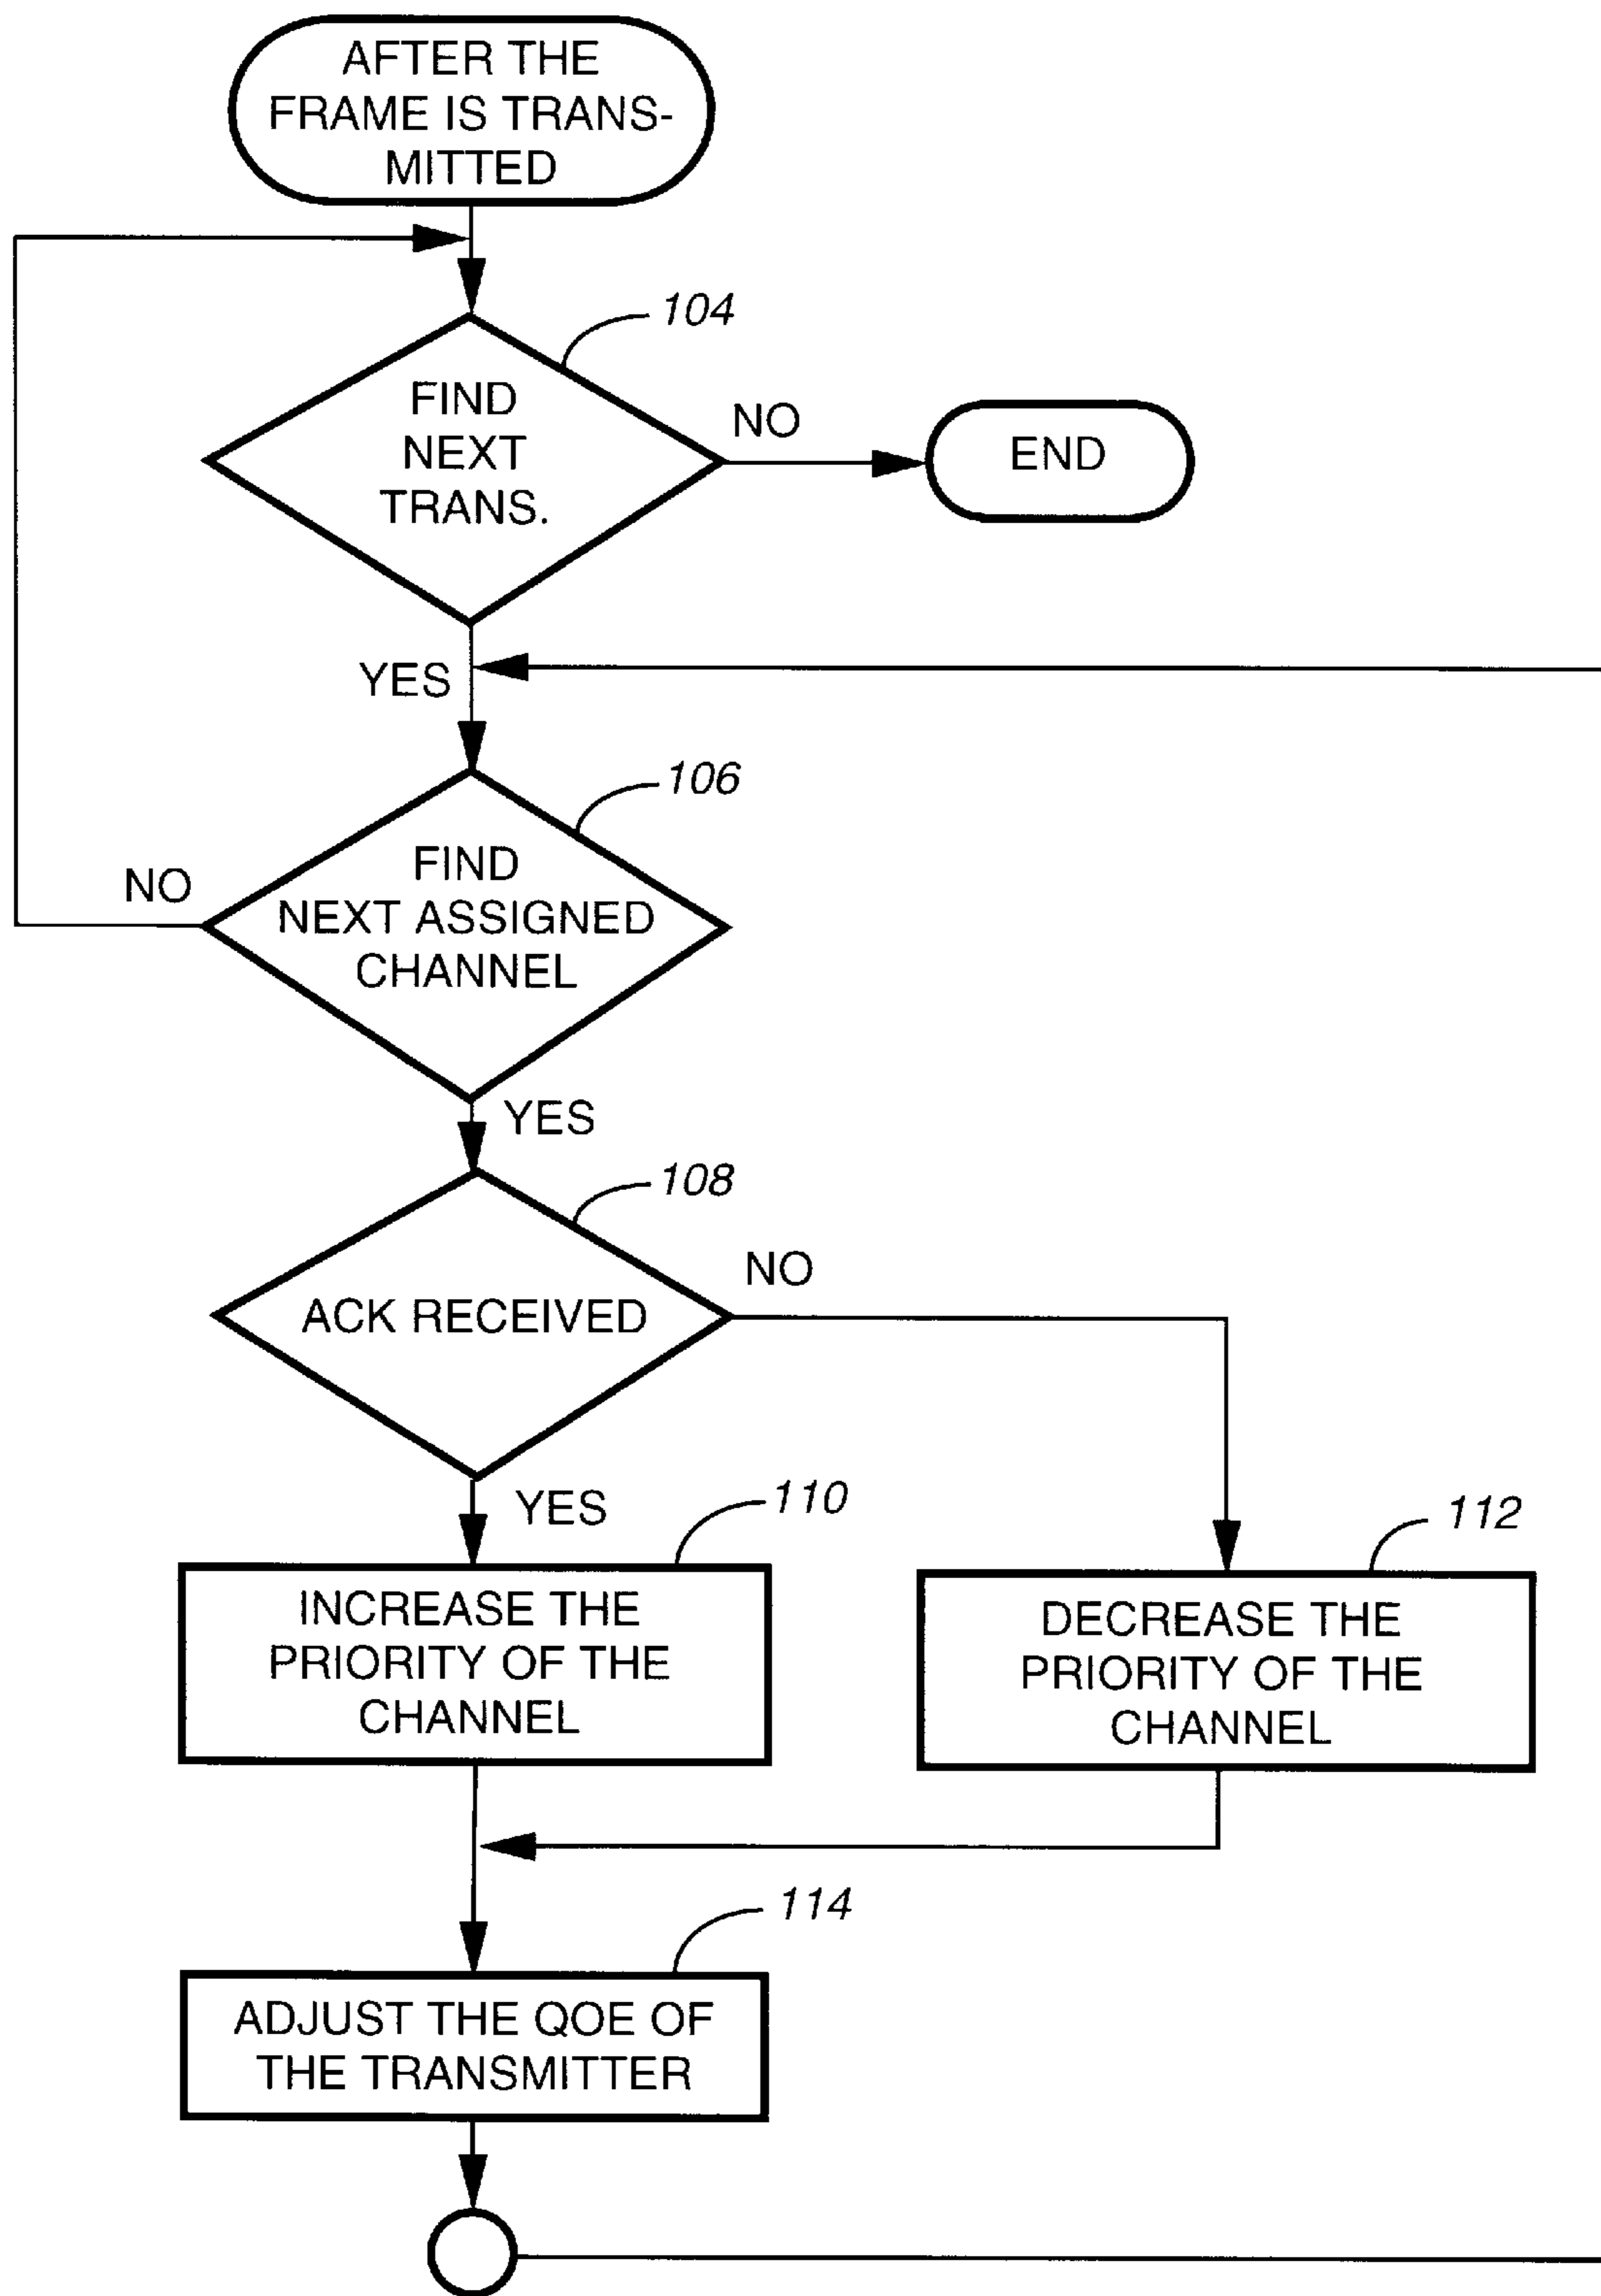 AFTER THE
FRAME IS TRANS-
MITTED
104
FIND
NEXT
TRANS.
NO
END
YES
106
FIND
NEXT ASSIGNED
CHANNEL
NO
YES
108
ACK RECEIVED
NO
YES
110
INCREASE THE
PRIORITY OF THE
CHANNEL
112
DECREASE THE
PRIORITY OF THE
CHANNEL
114
ADJUST THE QOE OF
THE TRANSMITTER